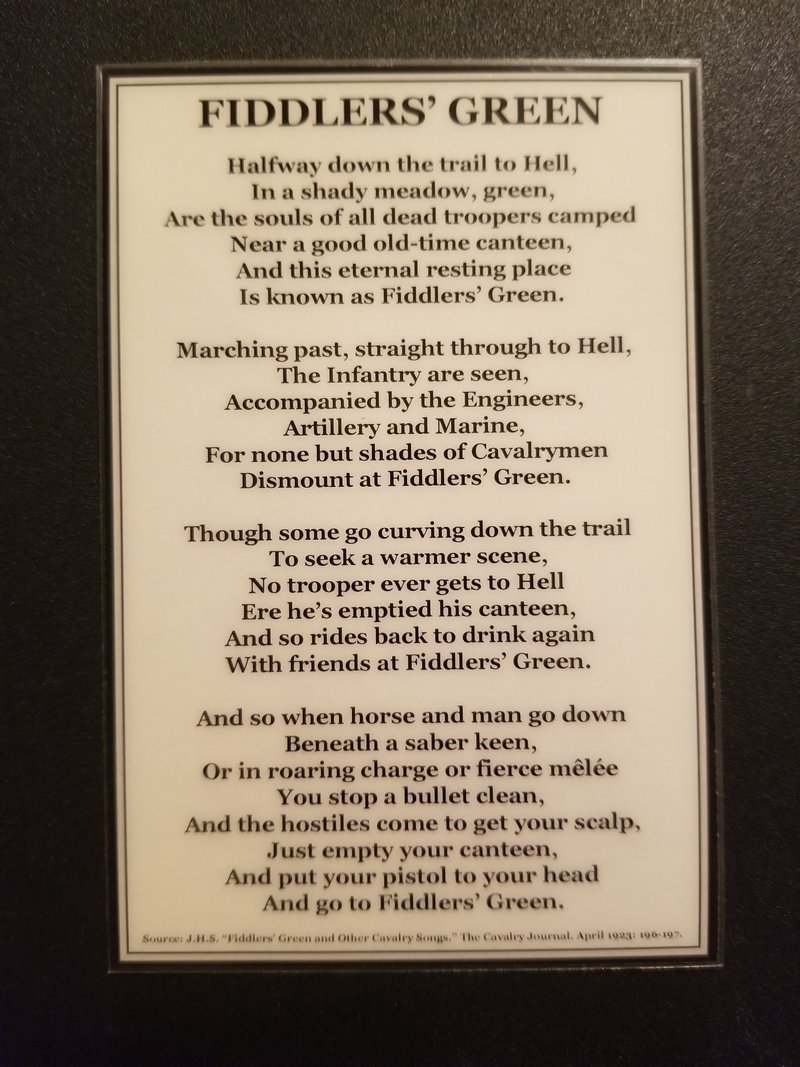 FIDDLERS’ GREEN
Halfway down the trail to Hell,
In a shady meadow, green,
Are the souls of all dead troopers camped
Near a good old-time canteen,
And this eternal resting place
Is known as Fiddlers’ Green.
Marching past, straight through to Hell,
The Infantry are seen,
Accompanied by the Engineers,
Artillery and Marine,
For none but shades of Cavalrymen
Dismount at Fiddlers’ Green.
Though some go curving down the trail
To seek a warmer scene,
No trooper ever gets to Hell
Ere he’s emptied his canteen,
And so rides back to drink again
With friends at Fiddlers’ Green.
And so when horse and man go down
Beneath a saber keen,
Or in roaring charge or fierce mêlée
You stop a bullet clean,
And the hostiles come to get your scalp,
Just empty your canteen,
And put your pistol to your head
And go to Fiddlers’ Green.
Source: J.H.S. "Fiddlers' Green and Other Cavalry Songs." The Cavalry Journal. April 1923: 196-197.